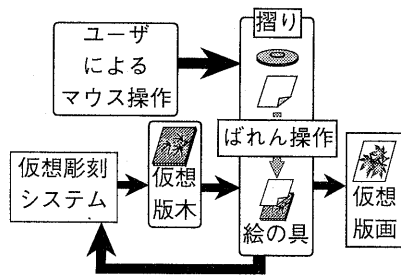 ユーザ
による
マウス操作
摺り
ばれん操作
仮想彫刻
システム
仮想
版木
絵の具
仮想
版画